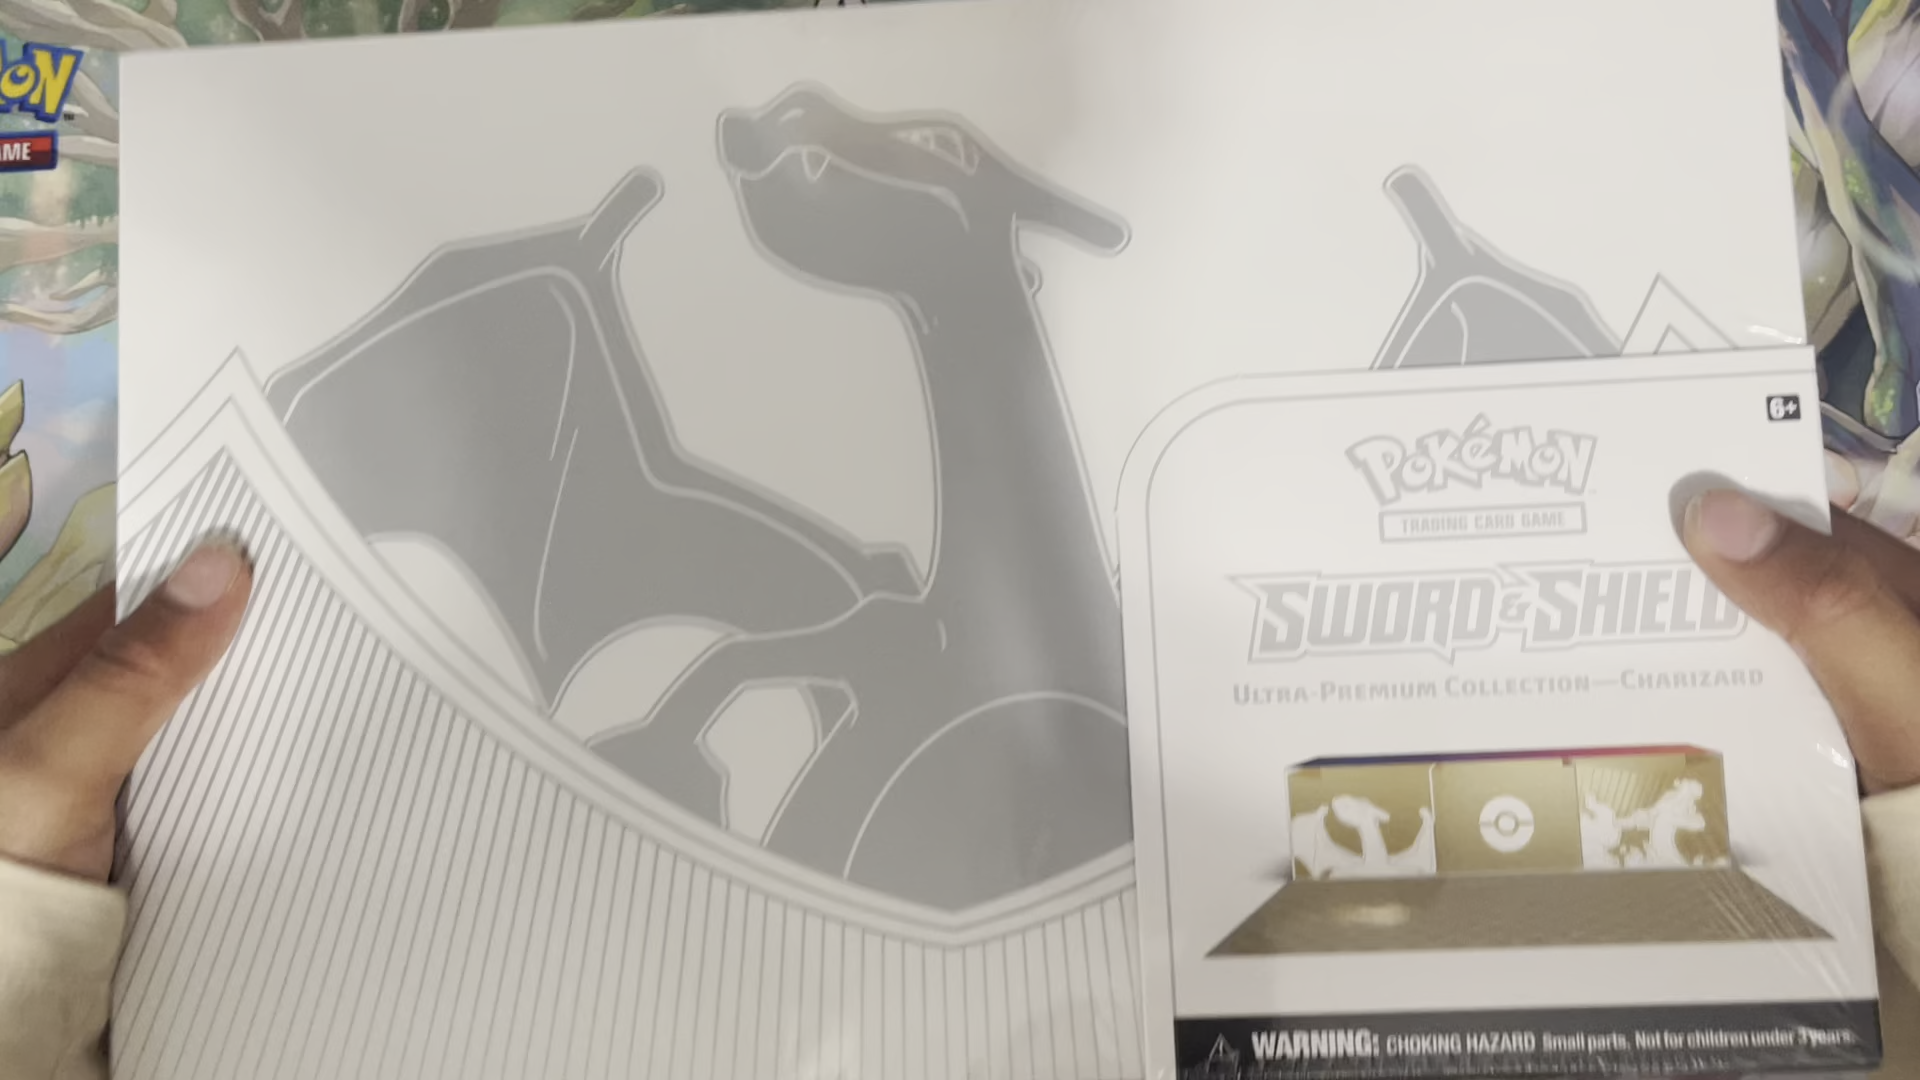 MON
AME
6+
POKéMON
TRADING CARD GAME
SWORD & SHIELD
ULTRA-PREMIUM COLLECTION—CHARIZARD
WARNING: CHOKING HAZARD Small parts. Not for children under 3 years.